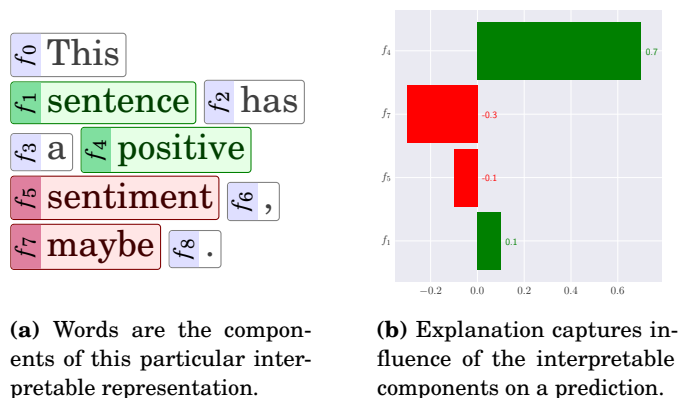 f0 This
f1 sentence f2 has
f3 a f4 positive
f5 sentiment f6 ,
f7 maybe f8 .
(a) Words are the compon-
ents of this particular inter-
pretable representation.
f4 0.7
f7 -0.3
f5 -0.1
f1 0.1
−0.2 0.0 0.2 0.4 0.6
(b) Explanation captures in-
fluence of the interpretable
components on a prediction.